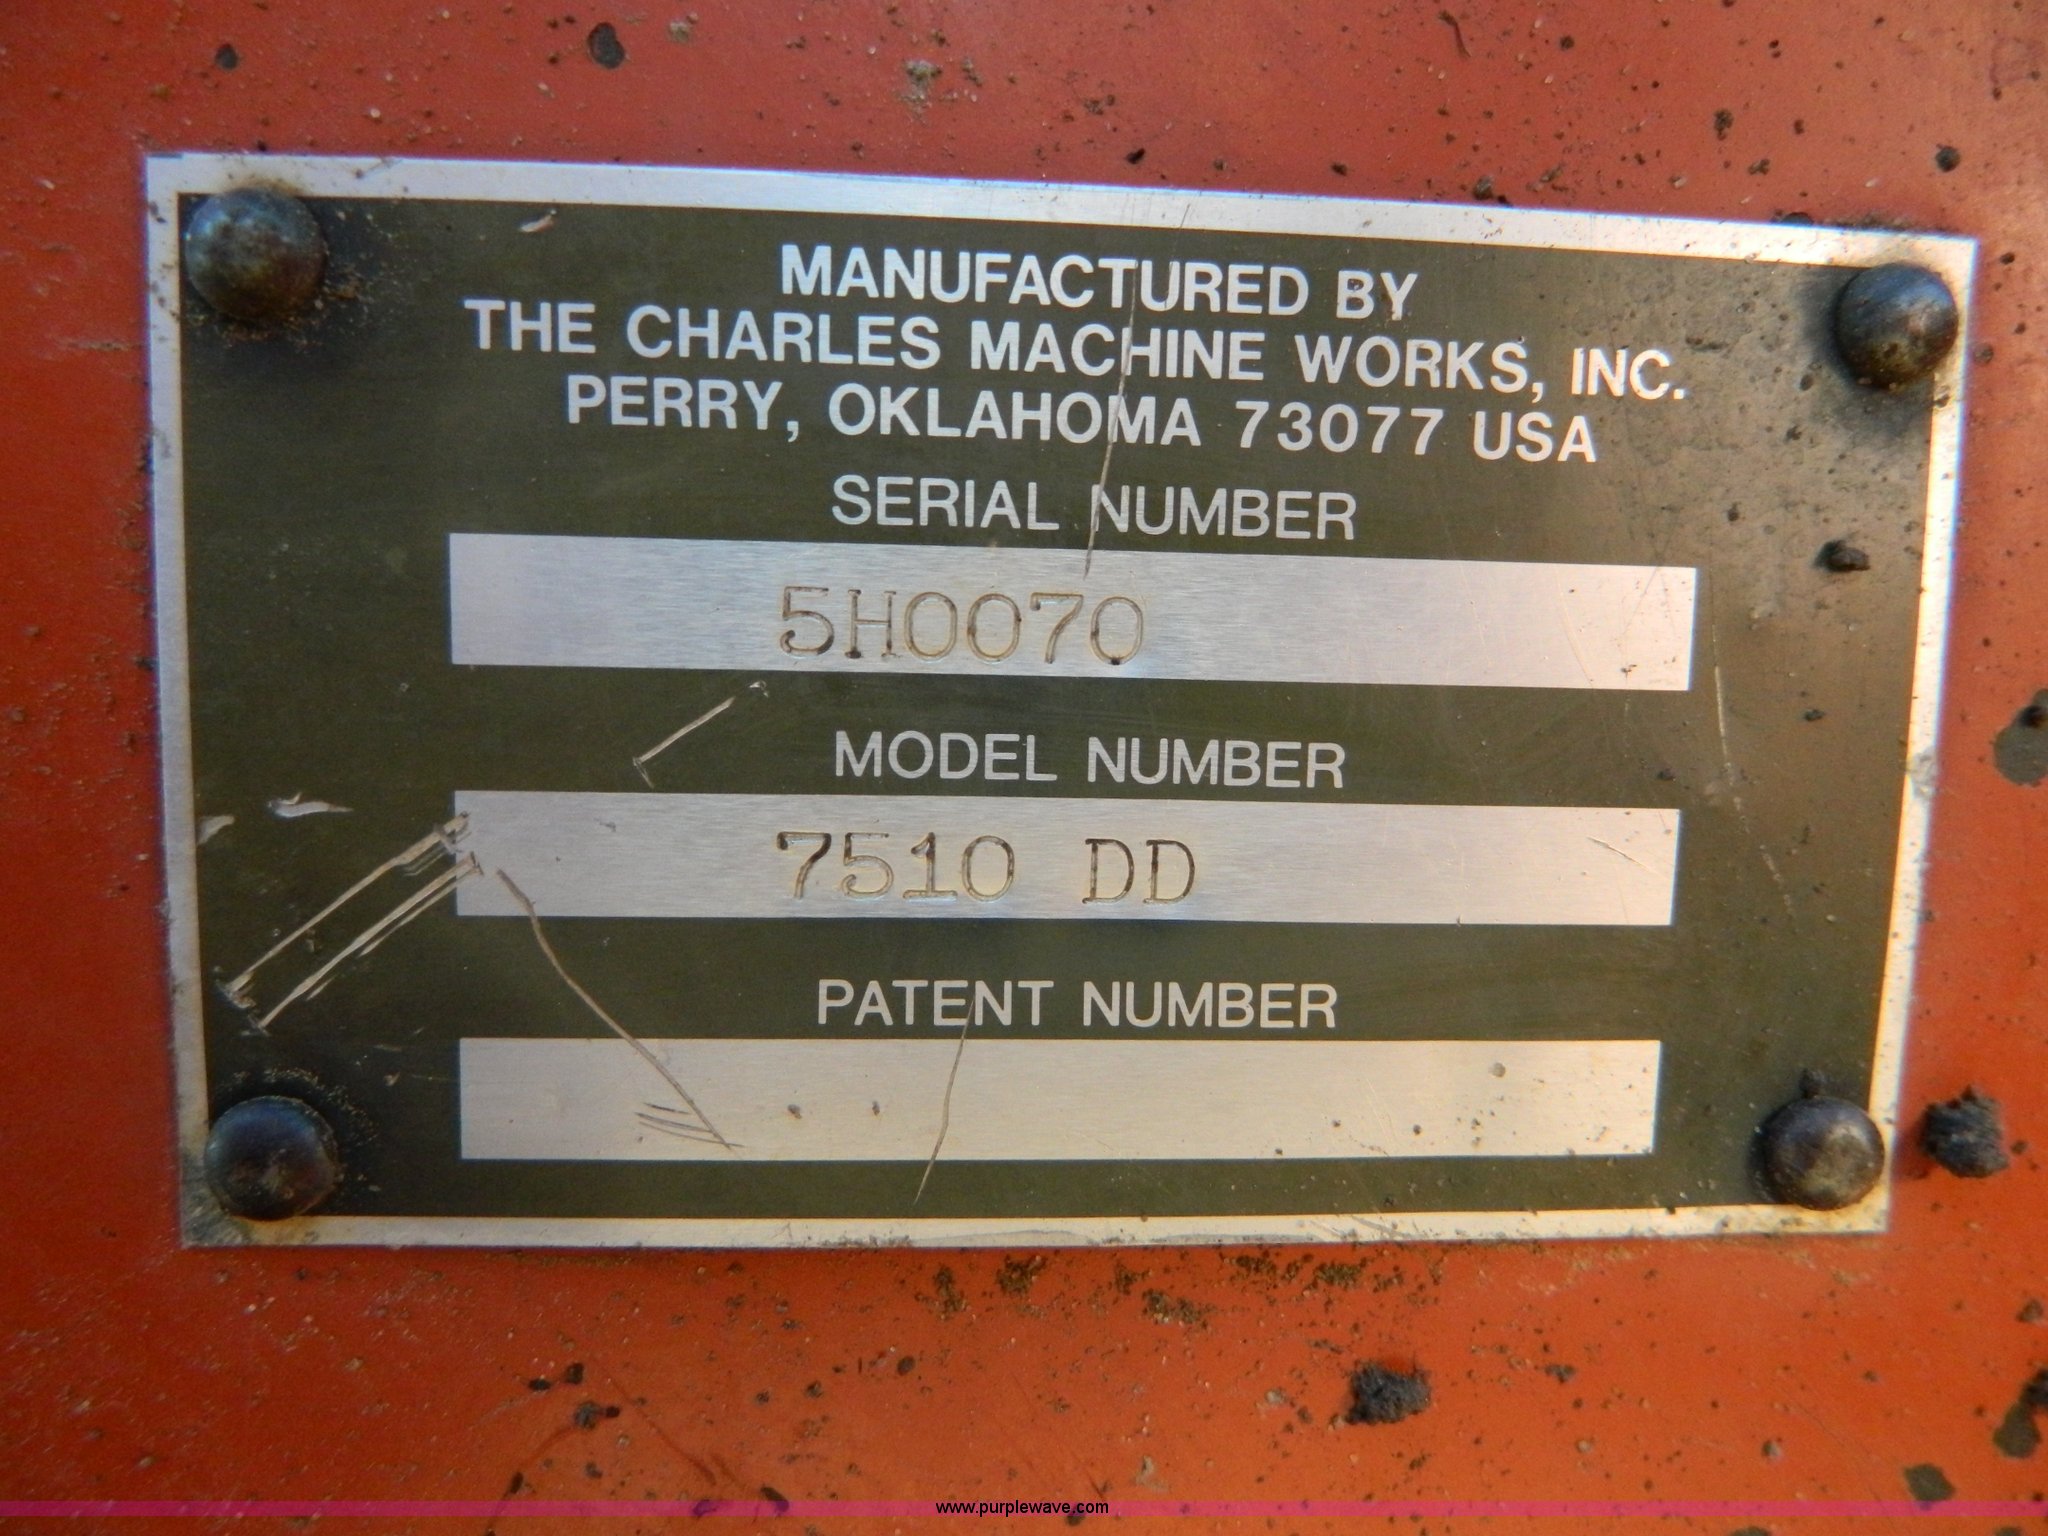 MANUFACTURED BY
THE CHARLES MACHINE WORKS, INC.
PERRY, OKLAHOMA 73077 USA
SERIAL NUMBER
5H0070
MODEL NUMBER
7510 DD
PATENT NUMBER
www.purplewave.com